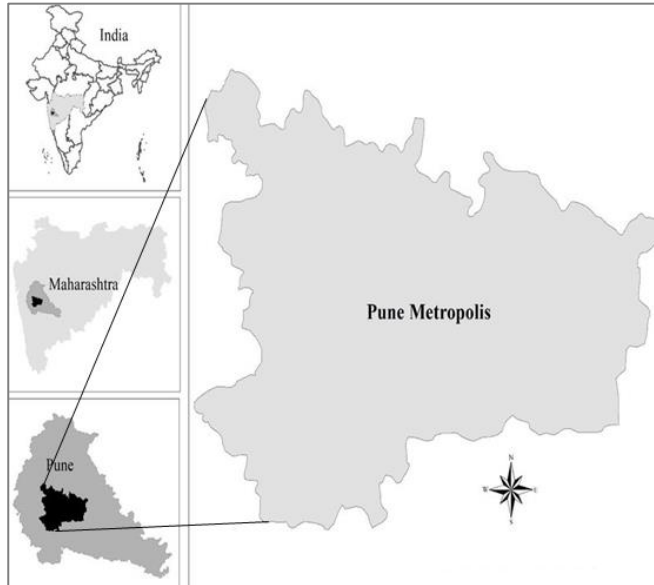 India
Maharashtra
Pune
Pune Metropolis
N
W E
S